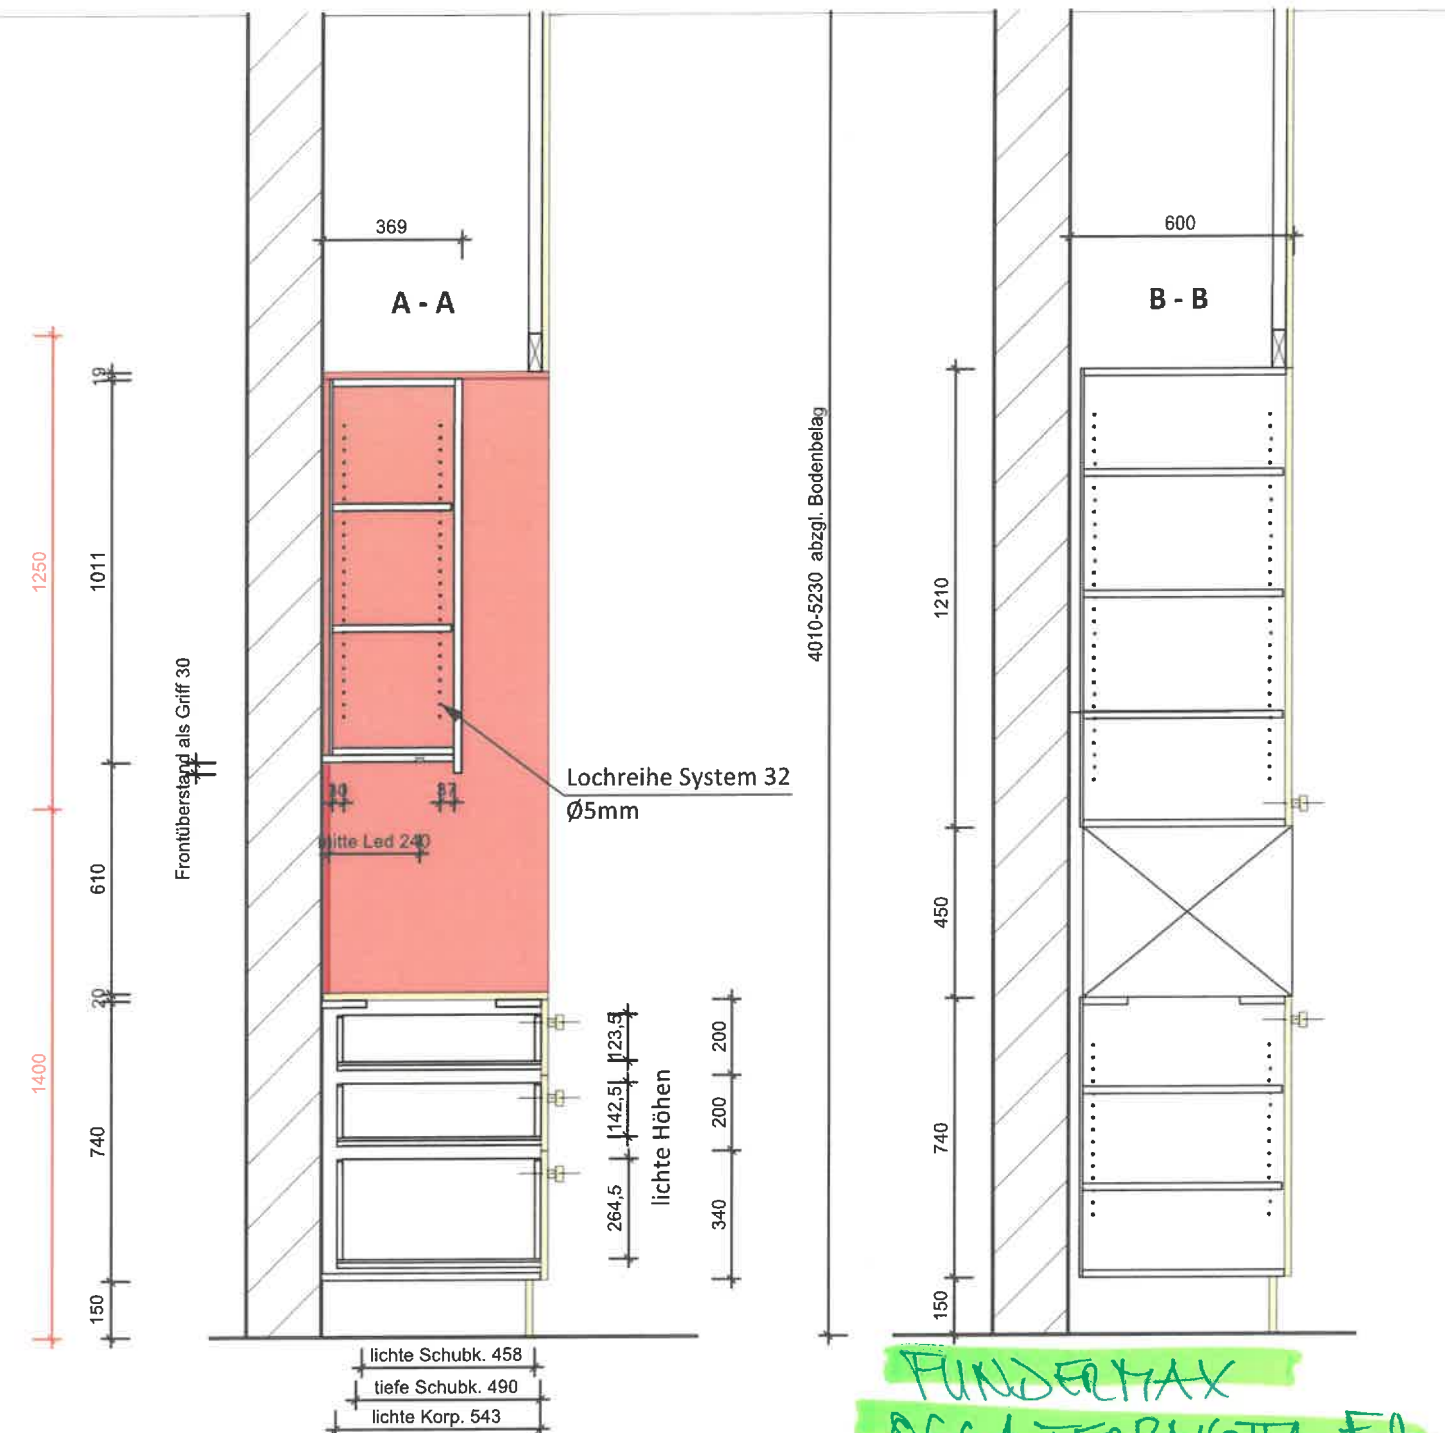 369
A - A
600
B - B
19
1250
1011
4010-5230 abzgl. Bodenbelag
1210
Frontüberstand als Griff 30
Lochreihe System 32
Ø5mm
30
37
Mitte Led 240
610
450
20
123,5
200
1400
142,5
200
lichte Höhen
740
740
264,5
340
150
150
lichte Schubk. 458
tiefe Schubk. 490
lichte Korp. 543
FUNDERMAX